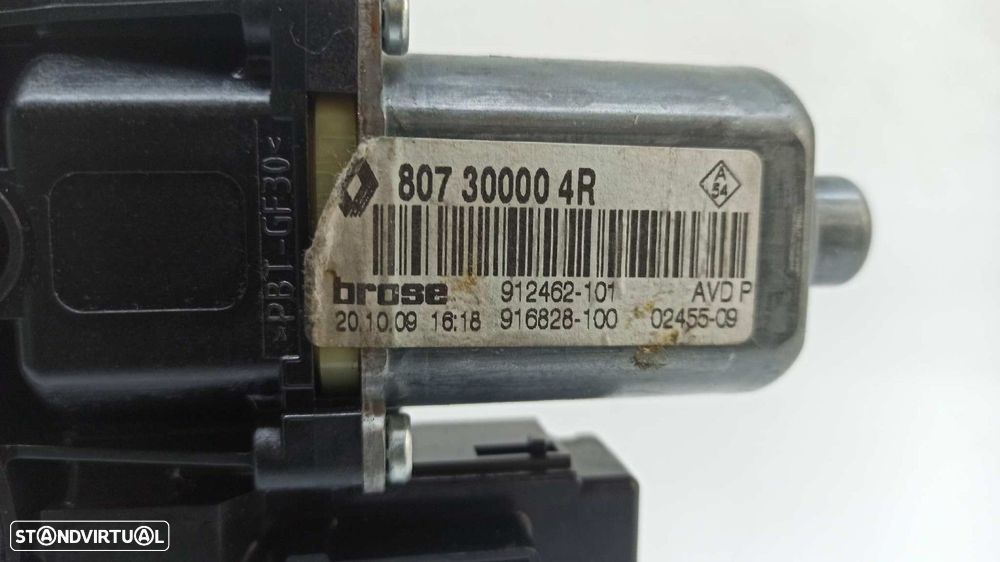 807 30000 4R
A
54
brose 912462-101 AVD P
20.10.09 16:18 916828-100 02455-09
>PBT-GF30<
STANDVIRTUAL